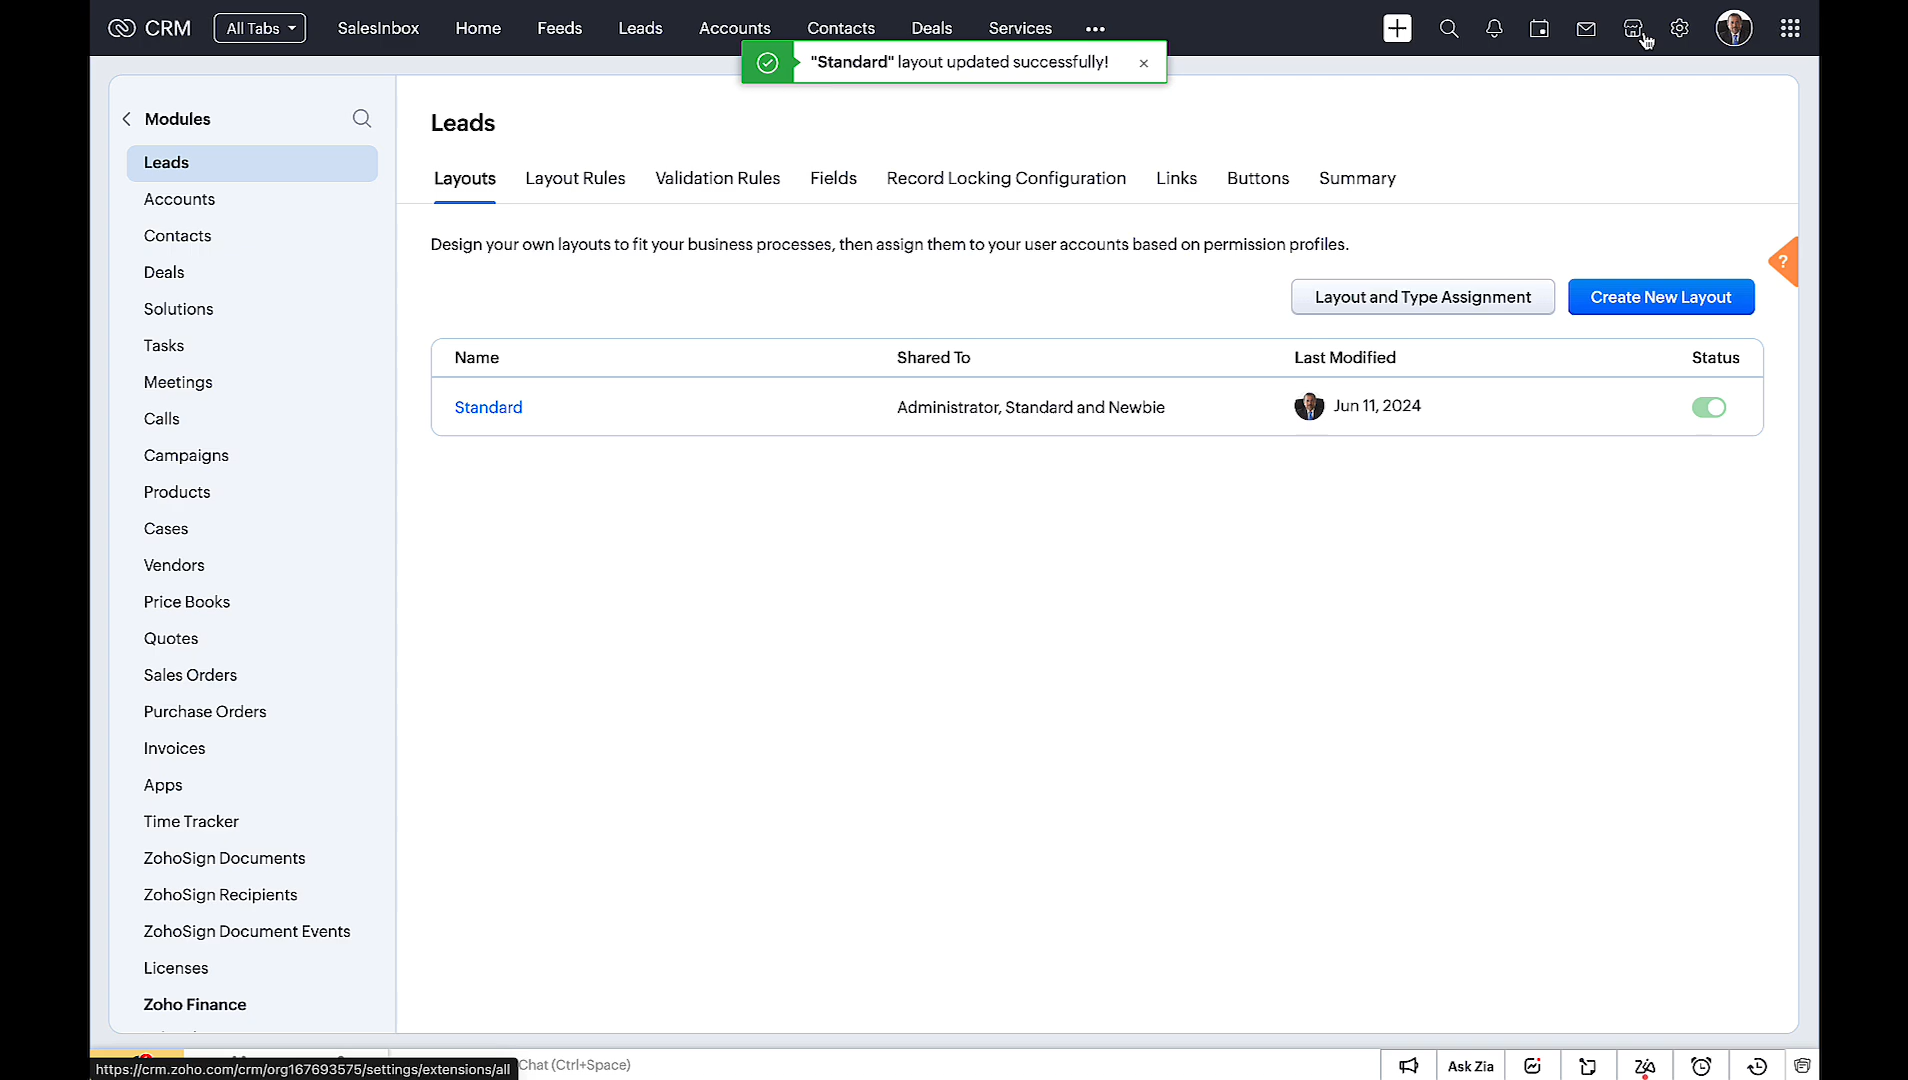 CRM
All Tabs
SalesInbox
Home
Feeds
Leads
Accounts
Contacts
Deals
Services
"Standard" layout updated successfully!
Modules
Leads
Accounts
Contacts
Deals
Solutions
Tasks
Meetings
Calls
Campaigns
Products
Cases
Vendors
Price Books
Quotes
Sales Orders
Purchase Orders
Invoices
Apps
Time Tracker
ZohoSign Documents
ZohoSign Recipients
ZohoSign Document Events
Licenses
Zoho Finance
Leads
Layouts
Layout Rules
Validation Rules
Fields
Record Locking Configuration
Links
Buttons
Summary
Design your own layouts to fit your business processes, then assign them to your user accounts based on permission profiles.
?
Layout and Type Assignment
Create New Layout
Name
Shared To
Last Modified
Status
Standard
Administrator, Standard and Newbie
Jun 11, 2024
https://crm.zoho.com/crm/org167693575/settings/extensions/all
Chat (Ctrl+Space)
Ask Zia